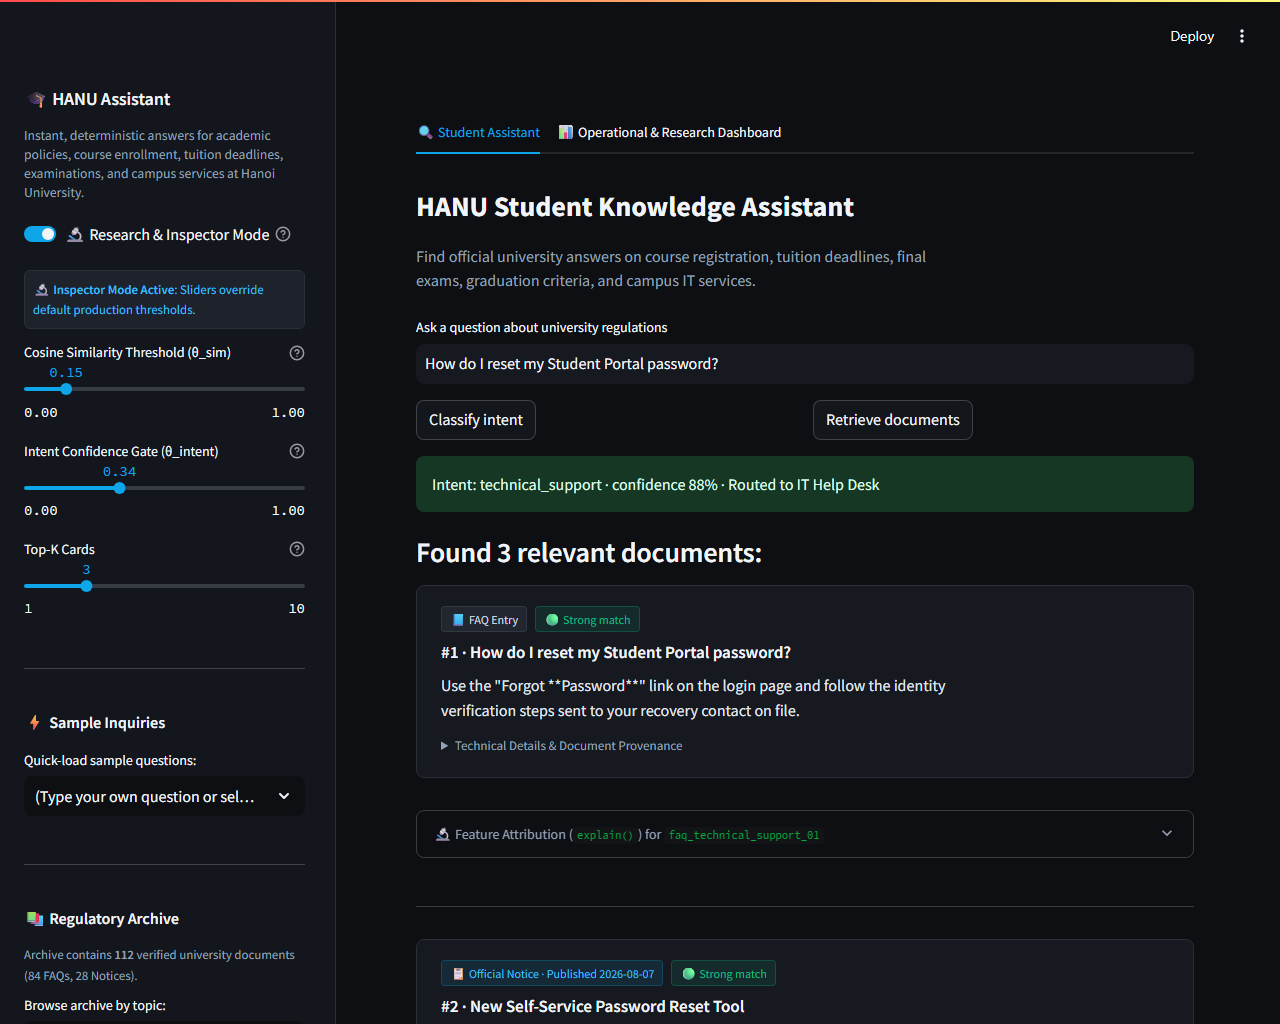 Deploy
HANU Assistant
Instant, deterministic answers for academic
policies, course enrollment, tuition deadlines,
examinations, and campus services at Hanoi
University.
Research & Inspector Mode
Inspector Mode Active: Sliders override
default production thresholds.
Cosine Similarity Threshold (θ_sim)
0.15
0.00 1.00
Intent Confidence Gate (θ_intent)
0.34
0.00 1.00
Top-K Cards
3
1 10
Sample Inquiries
Quick-load sample questions:
(Type your own question or sel...
Regulatory Archive
Archive contains 112 verified university documents
(84 FAQs, 28 Notices).
Browse archive by topic:
Student Assistant Operational & Research Dashboard
HANU Student Knowledge Assistant
Find official university answers on course registration, tuition deadlines, final
exams, graduation criteria, and campus IT services.
Ask a question about university regulations
How do I reset my Student Portal password?
Classify intent Retrieve documents
Intent: technical_support · confidence 88% · Routed to IT Help Desk
Found 3 relevant documents:
FAQ Entry Strong match
#1 · How do I reset my Student Portal password?
Use the "Forgot **Password**" link on the login page and follow the identity
verification steps sent to your recovery contact on file.
Technical Details & Document Provenance
Feature Attribution ( explain() ) for faq_technical_support_01
Official Notice · Published 2026-08-07 Strong match
#2 · New Self-Service Password Reset Tool